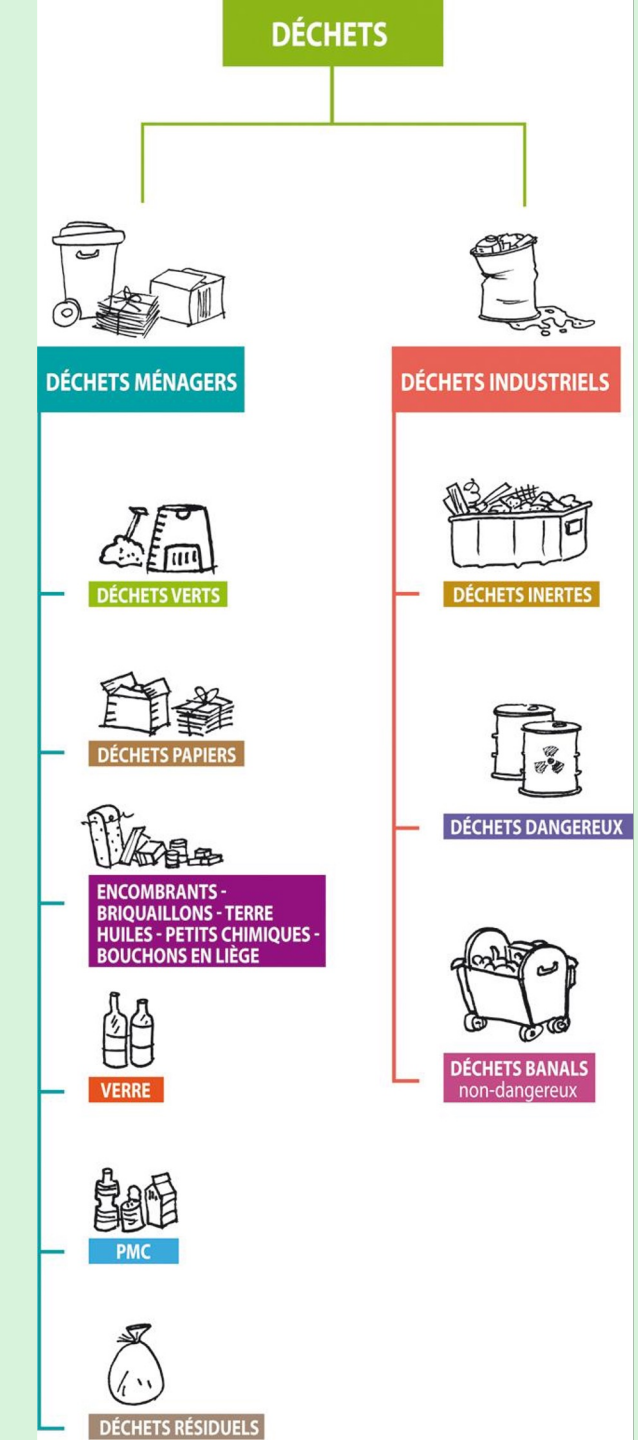 DÉCHETS
DÉCHETS MÉNAGERS
DÉCHETS VERTS
DÉCHETS PAPIERS
ENCOMBRANTS -
BRIQUAILLONS - TERRE
HUILES - PETITS CHIMIQUES -
BOUCHONS EN LIÈGE
VERRE
PMC
DÉCHETS RÉSIDUELS
DÉCHETS INDUSTRIELS
DÉCHETS INERTES
DÉCHETS DANGEREUX
DÉCHETS BANALS
non-dangereux